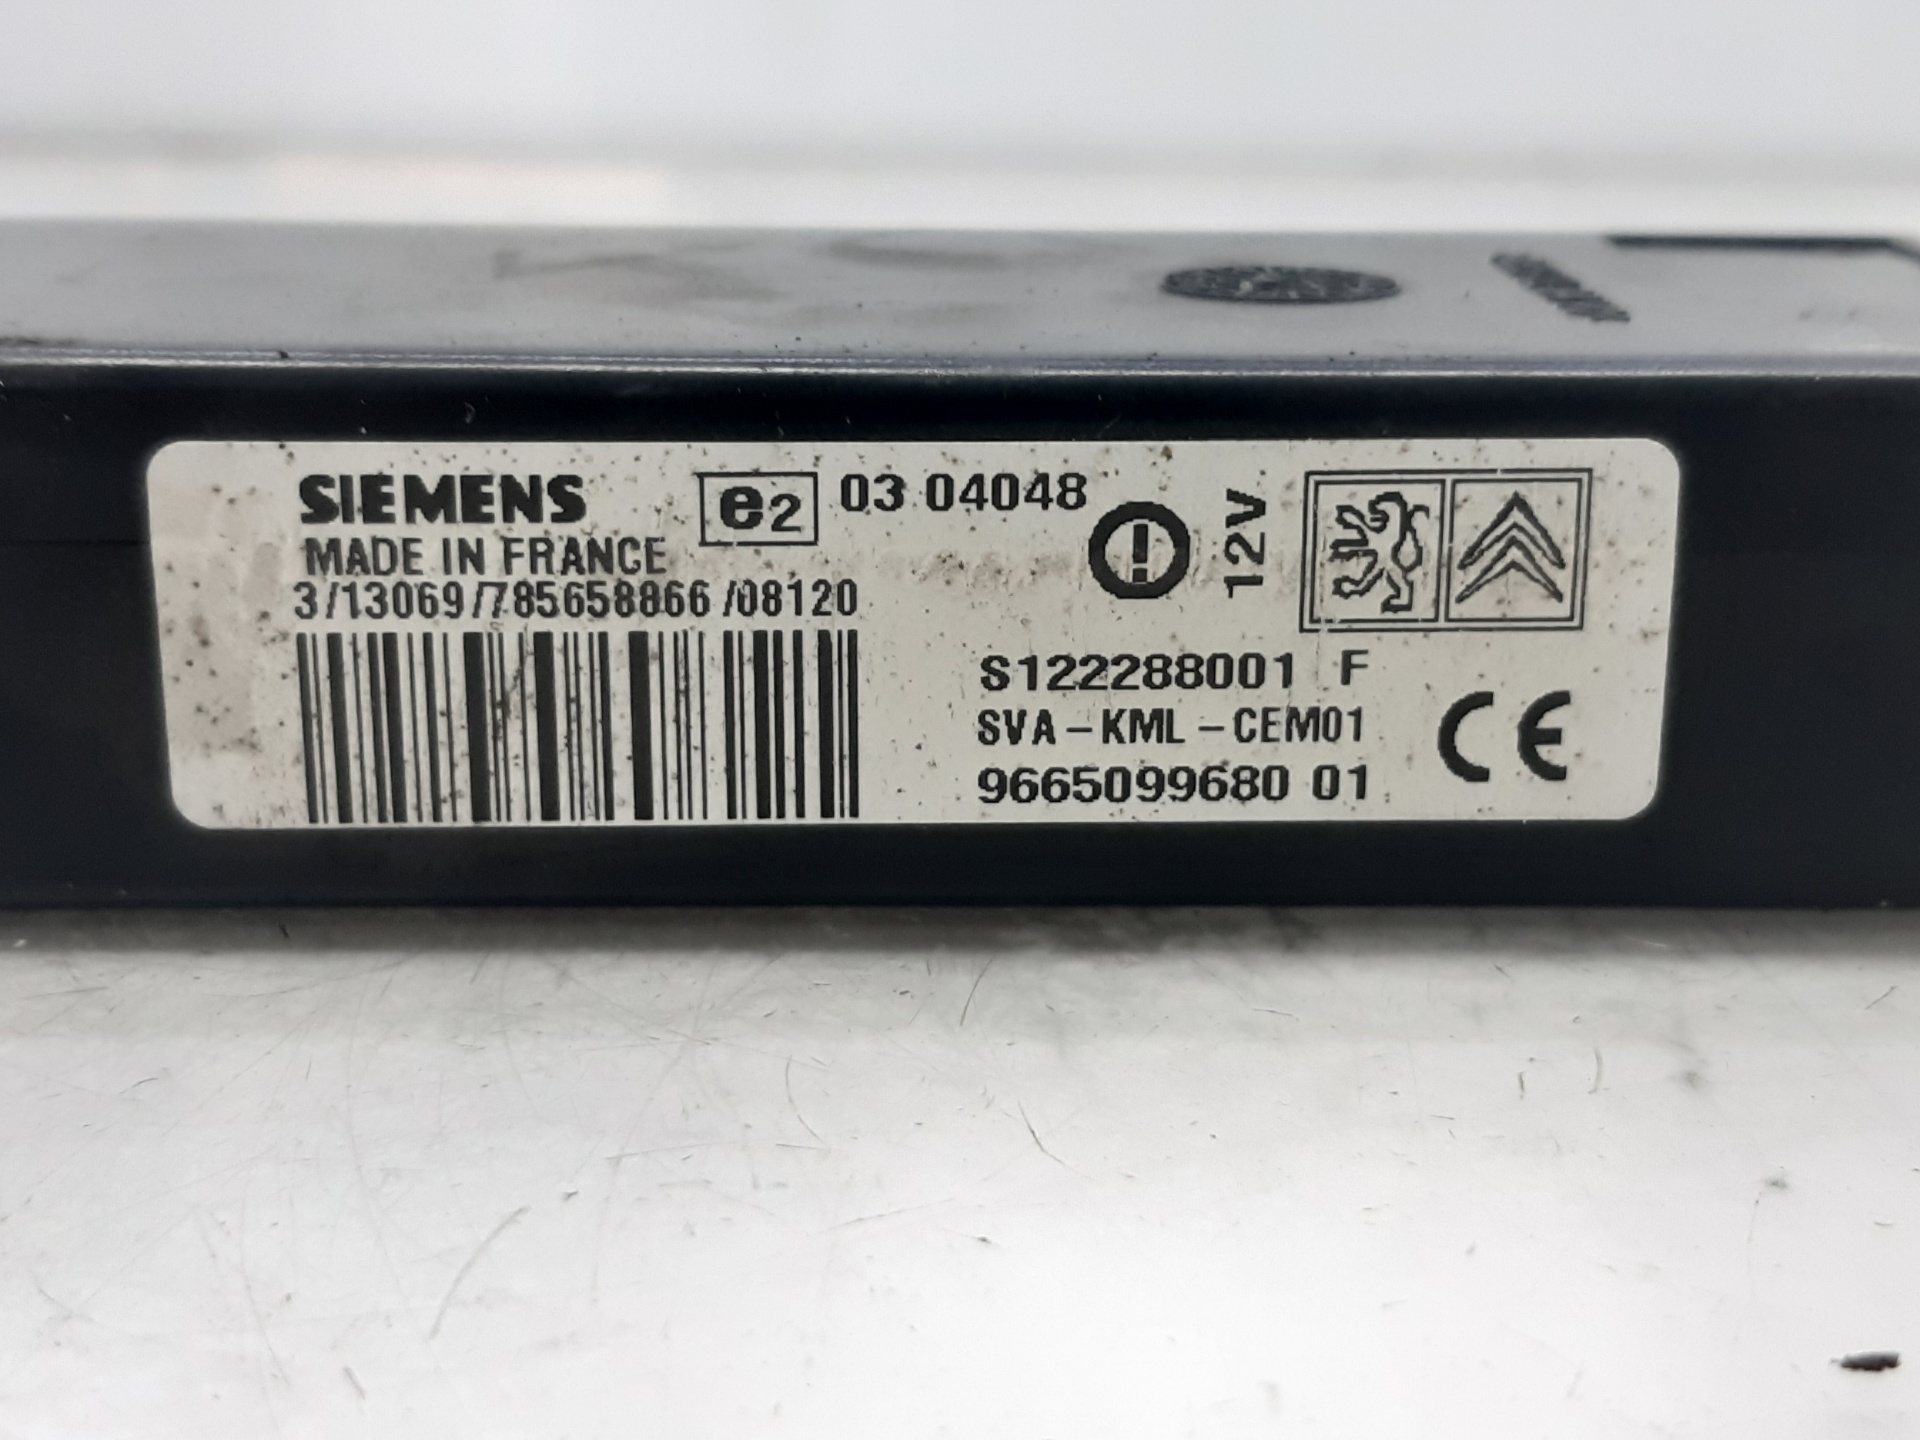 SIEMENS
MADE IN FRANCE
3/13069/785658866/08120
e2 03 04048
12V
S122288001 F
SVA-KML-CEM01
9665099680 01
CE